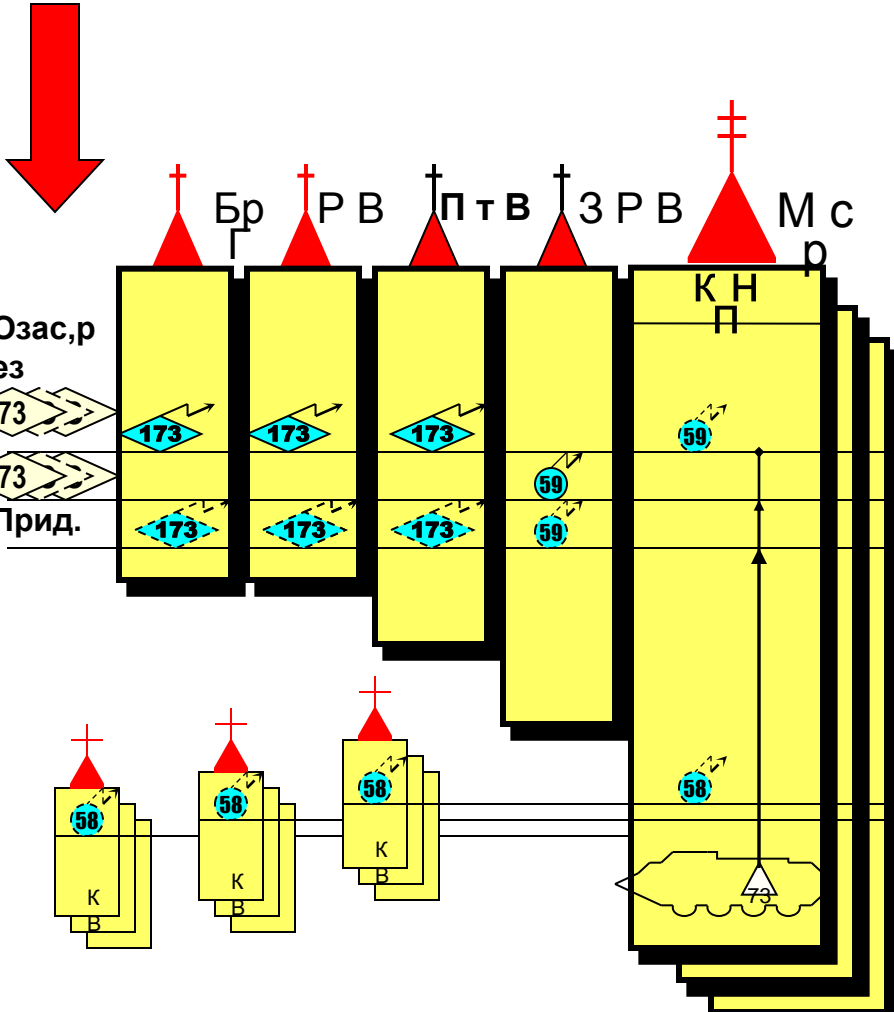 Бр
Г
Р В
П т В
З Р В
М с
р
К Н
П
Озас,р
ез
73
173
173
173
59
73
59
Прид.
173
173
173
59
58
58
58
58
К
В
К
В
К
В
73